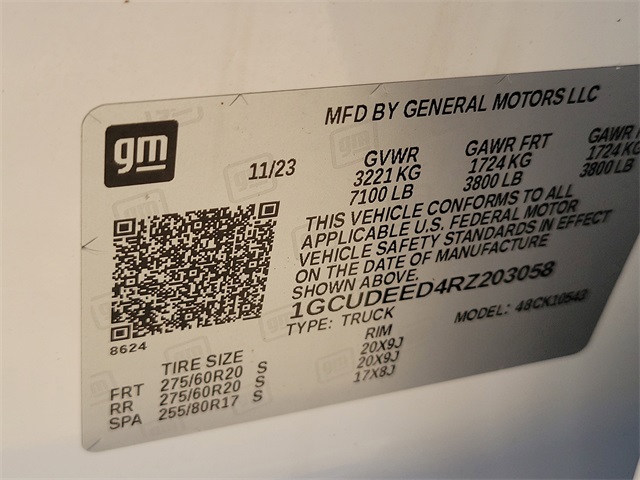 MFD BY GENERAL MOTORS LLC
gm
11/23
GVWR GAWR FRT GAWR
3221 KG 1724 KG 1724 KG
7100 LB 3800 LB 3800 LB
THIS VEHICLE CONFORMS TO ALL
APPLICABLE U.S. FEDERAL MOTOR
VEHICLE SAFETY STANDARDS IN EFFECT
ON THE DATE OF MANUFACTURE
SHOWN ABOVE.
1GCUDEED4RZ203058
TYPE: TRUCK MODEL: 48CK10543
8624
TIRE SIZE RIM
FRT 275/60R20 S 20X9J
RR 275/60R20 S 20X9J
SPA 255/80R17 S 17X8J